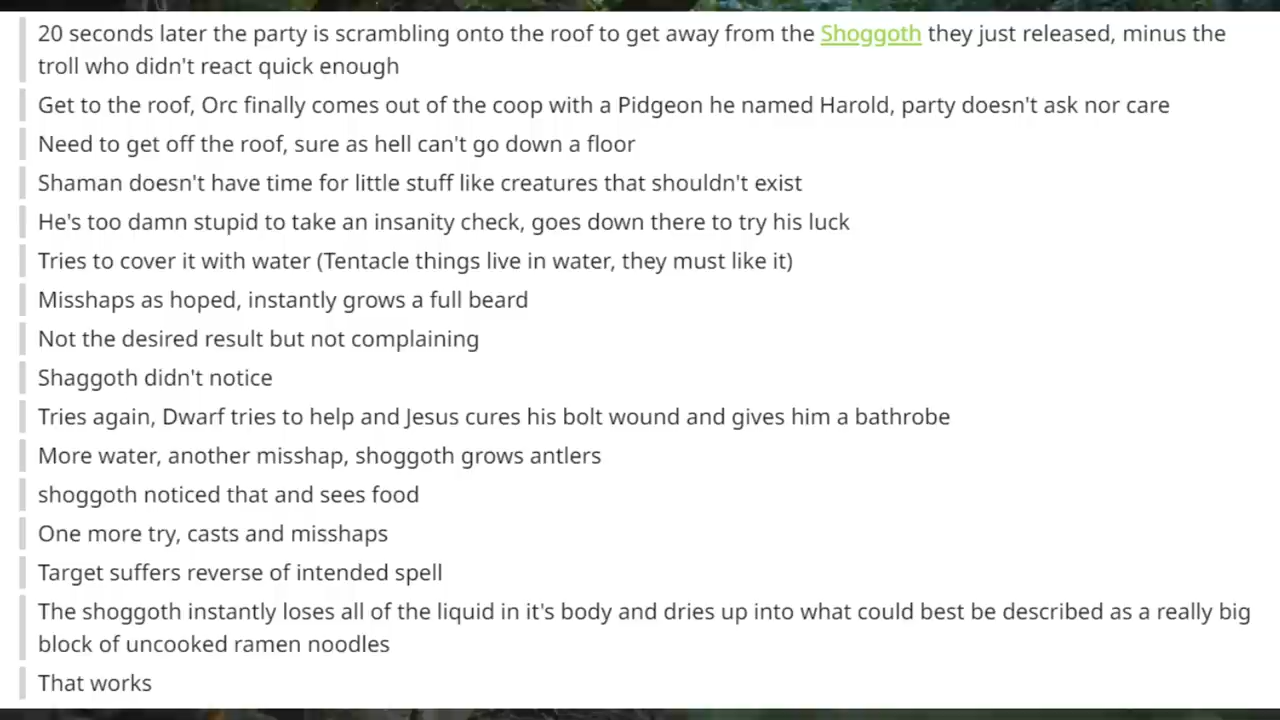 20 seconds later the party is scrambling onto the roof to get away from the Shoggoth they just released, minus the
troll who didn't react quick enough
Get to the roof, Orc finally comes out of the coop with a Pidgeon he named Harold, party doesn't ask nor care
Need to get off the roof, sure as hell can't go down a floor
Shaman doesn't have time for little stuff like creatures that shouldn't exist
He's too damn stupid to take an insanity check, goes down there to try his luck
Tries to cover it with water (Tentacle things live in water, they must like it)
Misshaps as hoped, instantly grows a full beard
Not the desired result but not complaining
Shaggoth didn't notice
Tries again, Dwarf tries to help and Jesus cures his bolt wound and gives him a bathrobe
More water, another misshap, shoggoth grows antlers
shoggoth noticed that and sees food
One more try, casts and misshaps
Target suffers reverse of intended spell
The shoggoth instantly loses all of the liquid in it's body and dries up into what could best be described as a really big
block of uncooked ramen noodles
That works